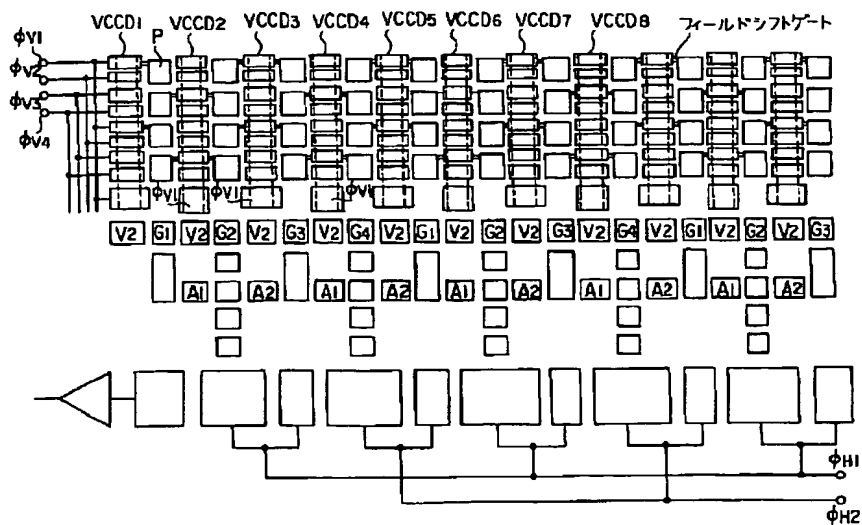 VCCD1 VCCD2 VCCD3 VCCD4 VCCD5 VCCD6 VCCD7 VCCD8 フィールドシフトゲート
P
ΦV1
ΦV2
ΦV3
ΦV4
ΦV1 ΦV1 ΦV1
V2 G1 V2 G2 V2 G3 V2 G4 V2 G1 V2 G2 V2 G3 V2 G4 V2 G1 V2 G2 V2 G3
A1 A2 A1 A2 A1 A2 A1 A2 A1 A2
ΦH1
ΦH2